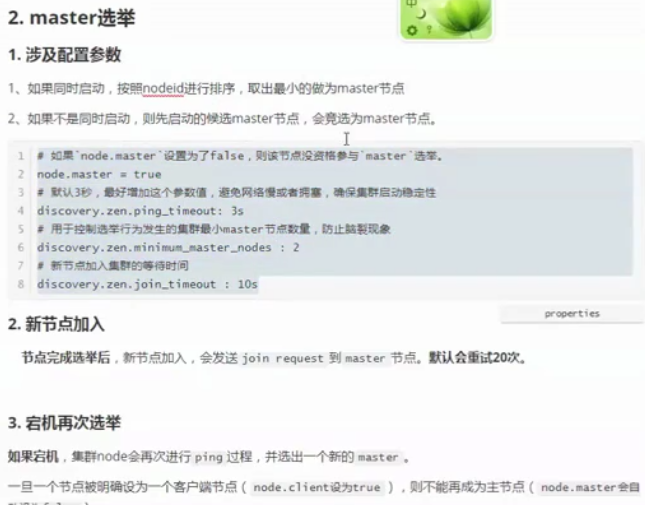 2. master选举
1. 涉及配置参数
1、如果同时启动，按照nodeid进行排序，取出最小的做为master节点
2、如果不是同时启动，则先启动的候选master节点，会竞选为master节点。
1 # 如果`node.master`设置为了false，则该节点没资格参与`master`选举。
2 node.master = true
3 # 默认3秒，最好增加这个参数值，避免网络慢或者拥塞，确保集群启动稳定性
4 discovery.zen.ping_timeout: 3s
5 # 用于控制选举行为发生的集群最小master节点数量，防止脑裂现象
6 discovery.zen.minimum_master_nodes : 2
7 # 新节点加入集群的等待时间
8 discovery.zen.join_timeout : 10s
properties
2. 新节点加入
节点完成选举后，新节点加入，会发送 join request 到 master 节点。默认会重试20次。
3. 宕机再次选举
如果宕机，集群node会再次进行 ping 过程，并选出一个新的 master 。
一旦一个节点被明确设为一个客户端节点（ node.client设为true ），则不能再成为主节点（ node.master会自